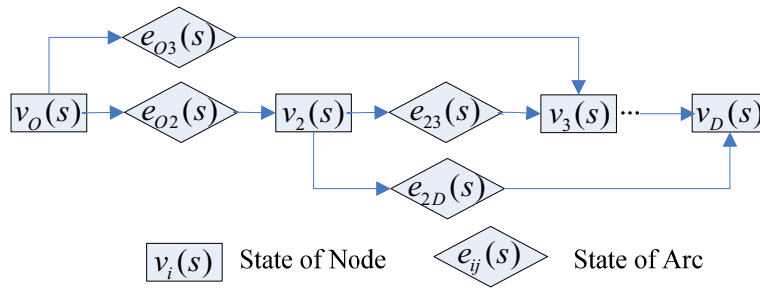 e_{O3}(s)
v_O(s) e_{O2}(s) v_2(s) e_{23}(s) v_3(s) ··· v_D(s)
e_{2D}(s)
v_i(s) State of Node e_{ij}(s) State of Arc